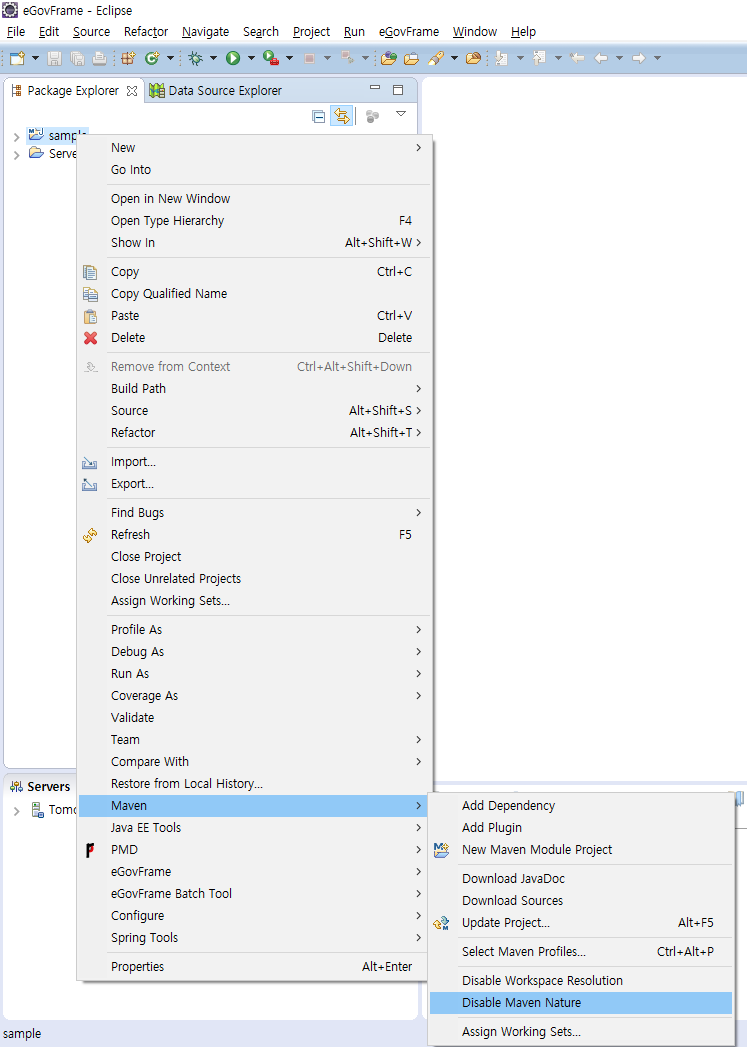 eGovFrame - Eclipse
File Edit Source Refactor Navigate Search Project Run eGovFrame Window Help
Package Explorer Data Source Explorer
sample
Serve
New
Go Into
Open in New Window
Open Type Hierarchy F4
Show In Alt+Shift+W
Copy Ctrl+C
Copy Qualified Name
Paste Ctrl+V
Delete Delete
Remove from Context Ctrl+Alt+Shift+Down
Build Path
Source Alt+Shift+S
Refactor Alt+Shift+T
Import...
Export...
Find Bugs
Refresh F5
Close Project
Close Unrelated Projects
Assign Working Sets...
Profile As
Debug As
Run As
Coverage As
Validate
Team
Compare With
Restore from Local History...
Servers
Maven
Add Dependency
Tomc
Java EE Tools
Add Plugin
PMD
New Maven Module Project
eGovFrame
Download JavaDoc
eGovFrame Batch Tool
Download Sources
Configure
Update Project... Alt+F5
Spring Tools
Select Maven Profiles... Ctrl+Alt+P
Properties Alt+Enter
Disable Workspace Resolution
Disable Maven Nature
Assign Working Sets...
sample